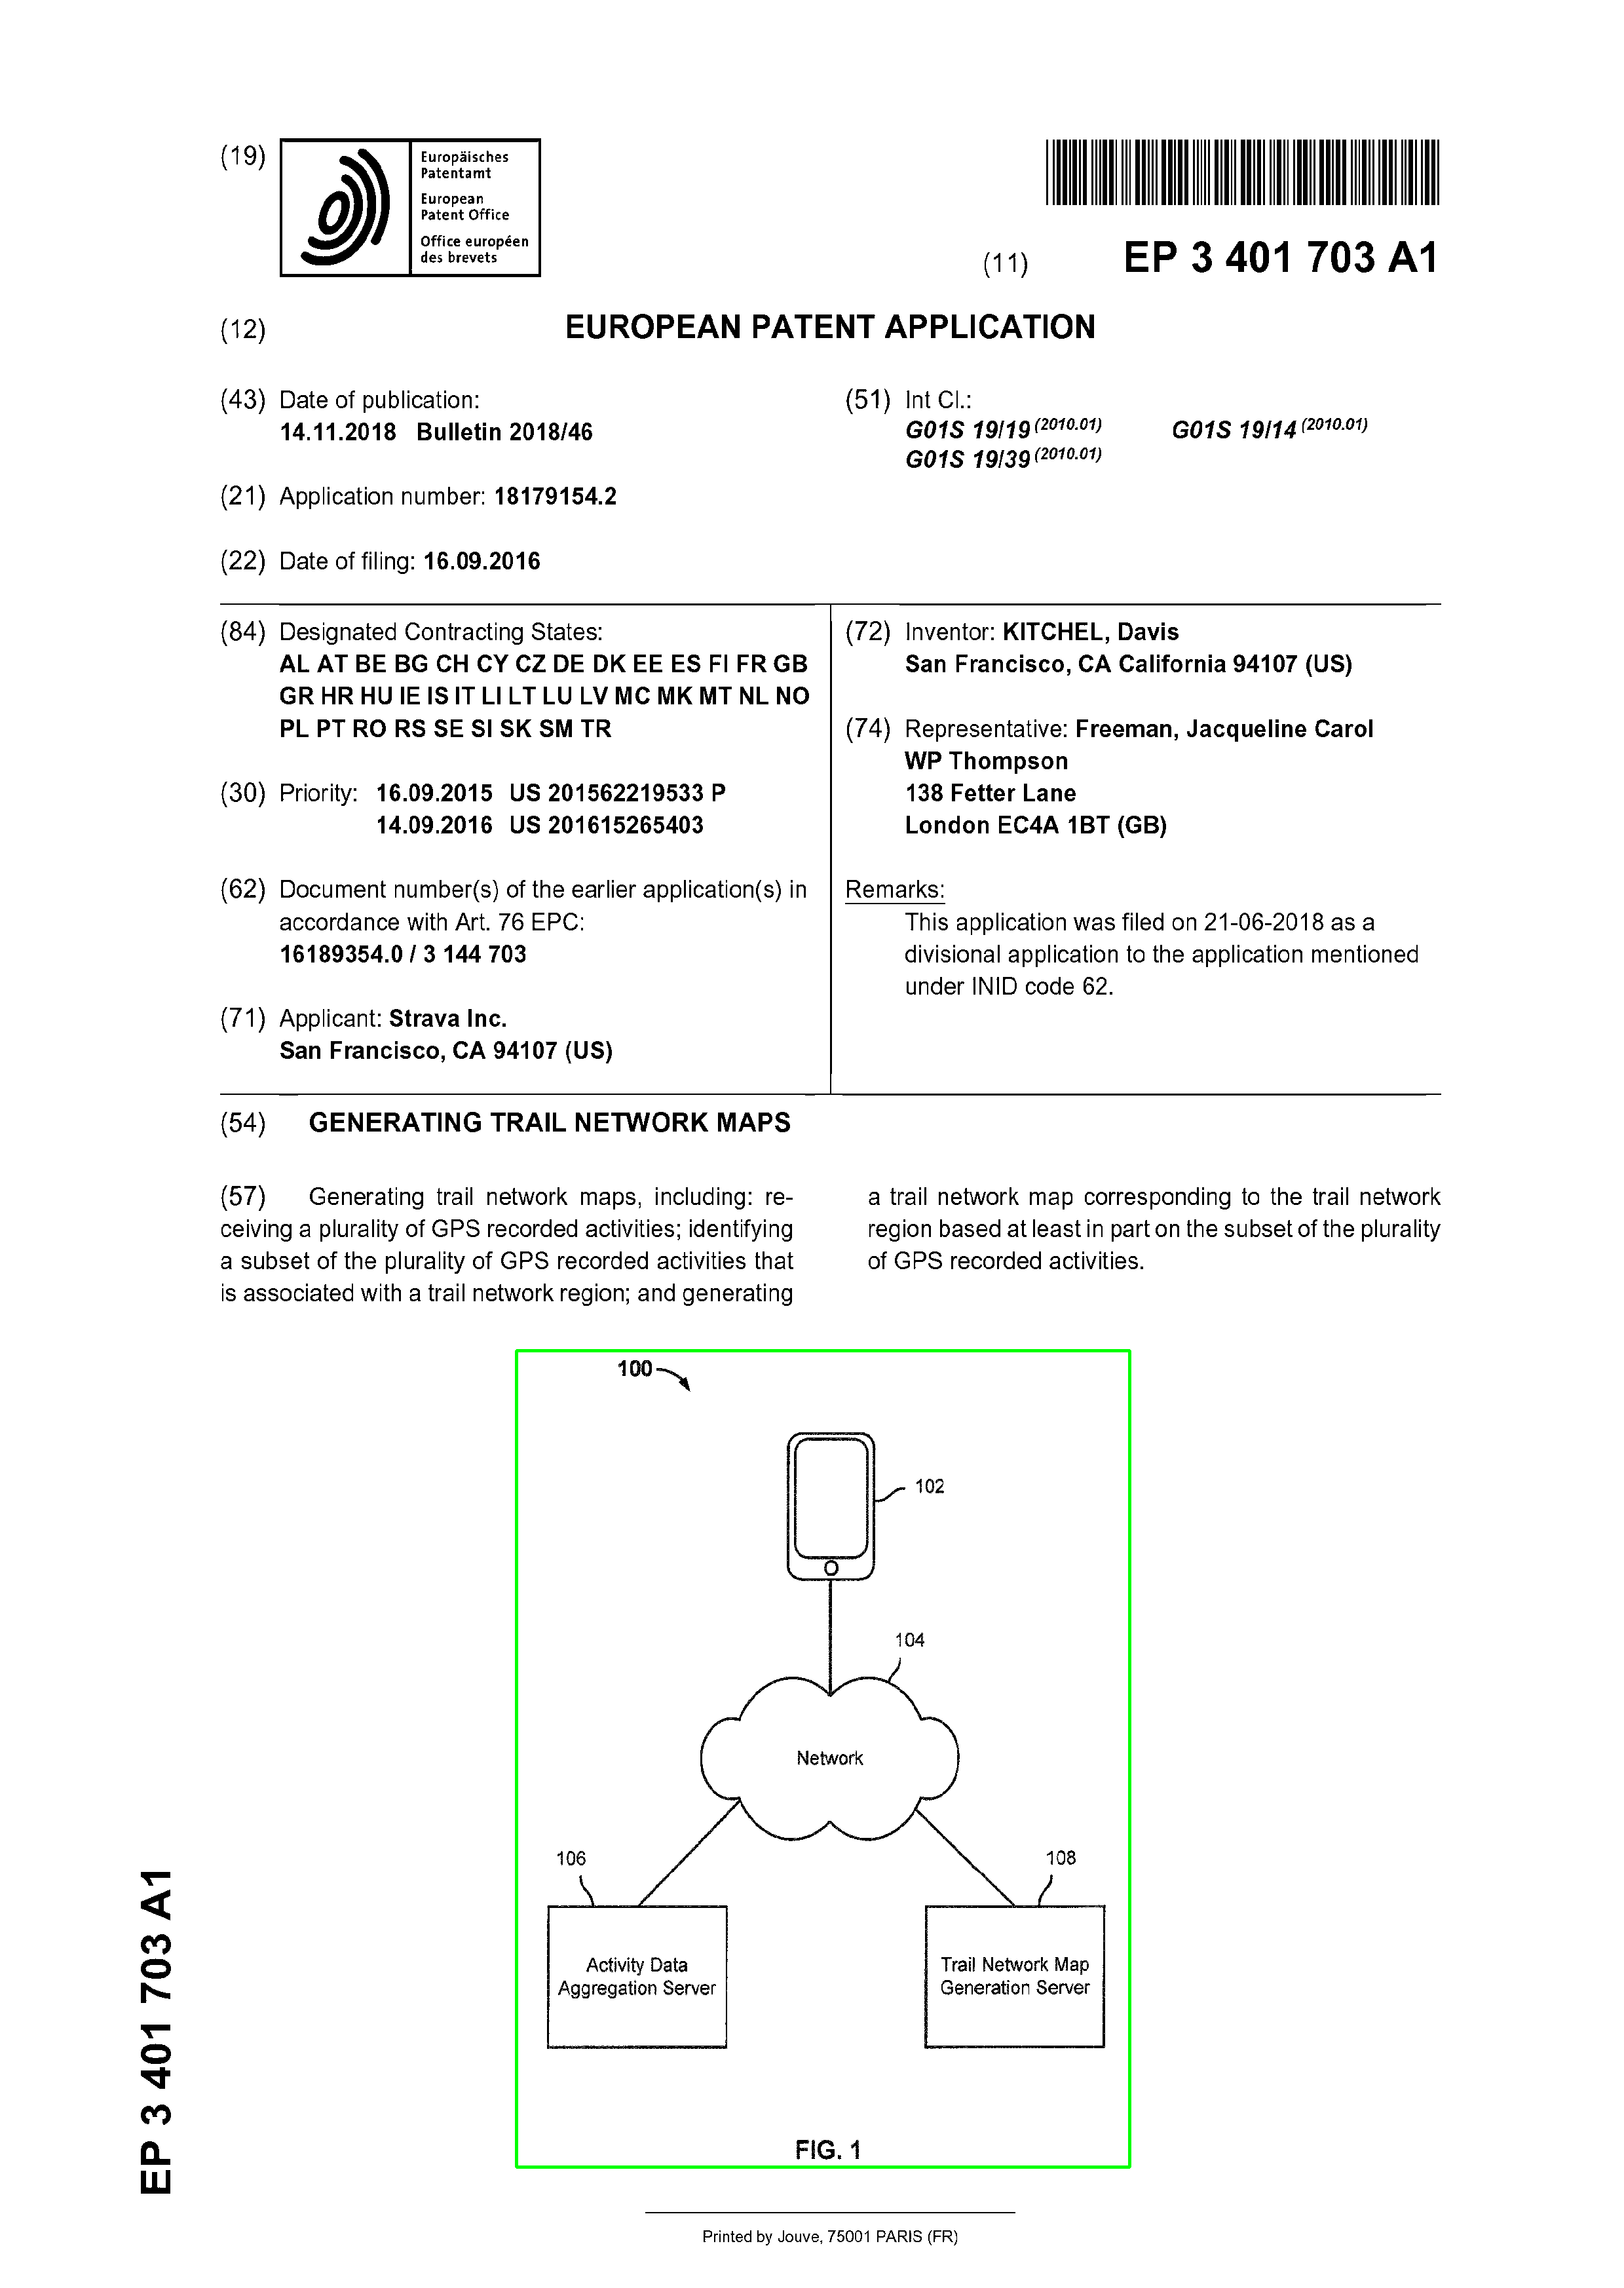 (19)
Europäisches
Patentamt
European
Patent Office
Office européen
des brevets
(11) EP 3 401 703 A1
(12) EUROPEAN PATENT APPLICATION
(43) Date of publication:
14.11.2018 Bulletin 2018/46
(21) Application number: 18179154.2
(22) Date of filing: 16.09.2016
(51) Int Cl.:
G01S 19/19 (2010.01) G01S 19/14 (2010.01)
G01S 19/39 (2010.01)
(84) Designated Contracting States:
AL AT BE BG CH CY CZ DE DK EE ES FI FR GB
GR HR HU IE IS IT LI LT LU LV MC MK MT NL NO
PL PT RO RS SE SI SK SM TR
(30) Priority: 16.09.2015 US 201562219533 P
14.09.2016 US 201615265403
(62) Document number(s) of the earlier application(s) in
accordance with Art. 76 EPC:
16189354.0 / 3 144 703
(71) Applicant: Strava Inc.
San Francisco, CA 94107 (US)
(72) Inventor: KITCHEL, Davis
San Francisco, CA California 94107 (US)
(74) Representative: Freeman, Jacqueline Carol
WP Thompson
138 Fetter Lane
London EC4A 1BT (GB)
Remarks:
This application was filed on 21-06-2018 as a
divisional application to the application mentioned
under INID code 62.
(54) GENERATING TRAIL NETWORK MAPS
(57) Generating trail network maps, including: re-
ceiving a plurality of GPS recorded activities; identifying
a subset of the plurality of GPS recorded activities that
is associated with a trail network region; and generating
a trail network map corresponding to the trail network
region based at least in part on the subset of the plurality
of GPS recorded activities.
100
102
104
Network
106
108
Activity Data
Aggregation Server
Trail Network Map
Generation Server
FIG. 1
EP 3 401 703 A1
Printed by Jouve, 75001 PARIS (FR)